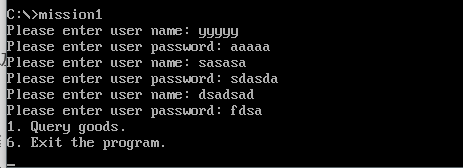 C:\>mission1
Please enter user name: yyyyy
Please enter user password: aaaaa
Please enter user name: sasasa
Please enter user password: sdasda
Please enter user name: dsadsad
Please enter user password: fdsa
1. Query goods.
6. Exit the program.